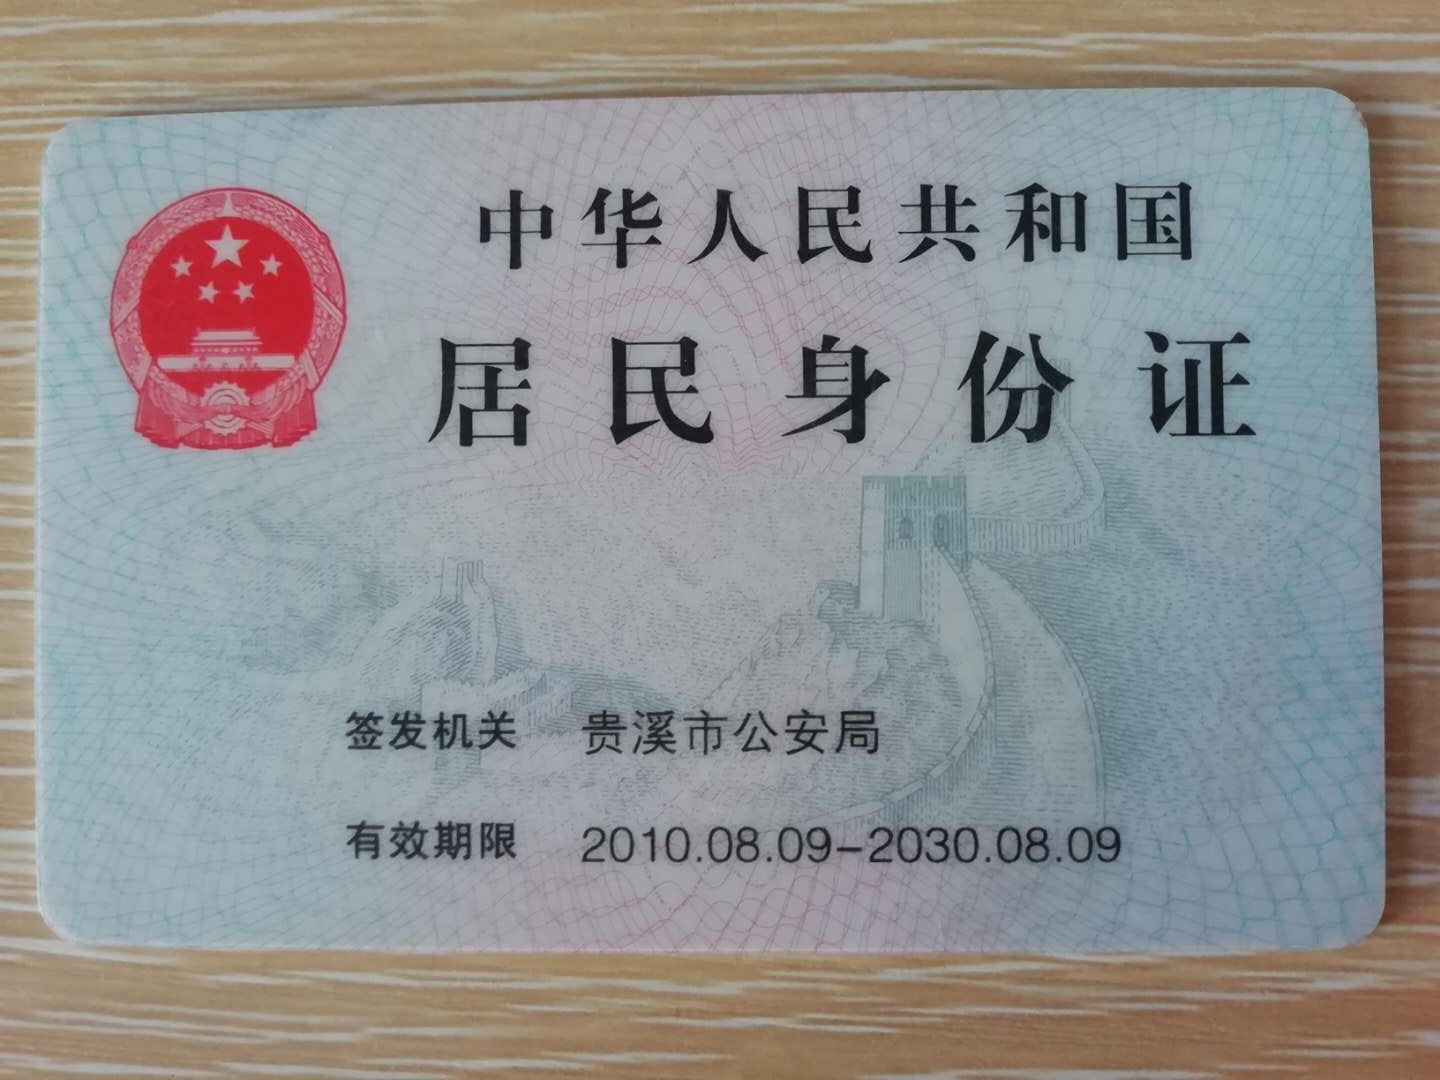 中华人民共和国
居民身份证
签发机关 贵溪市公安局
有效期限 2010.08.09-2030.08.09